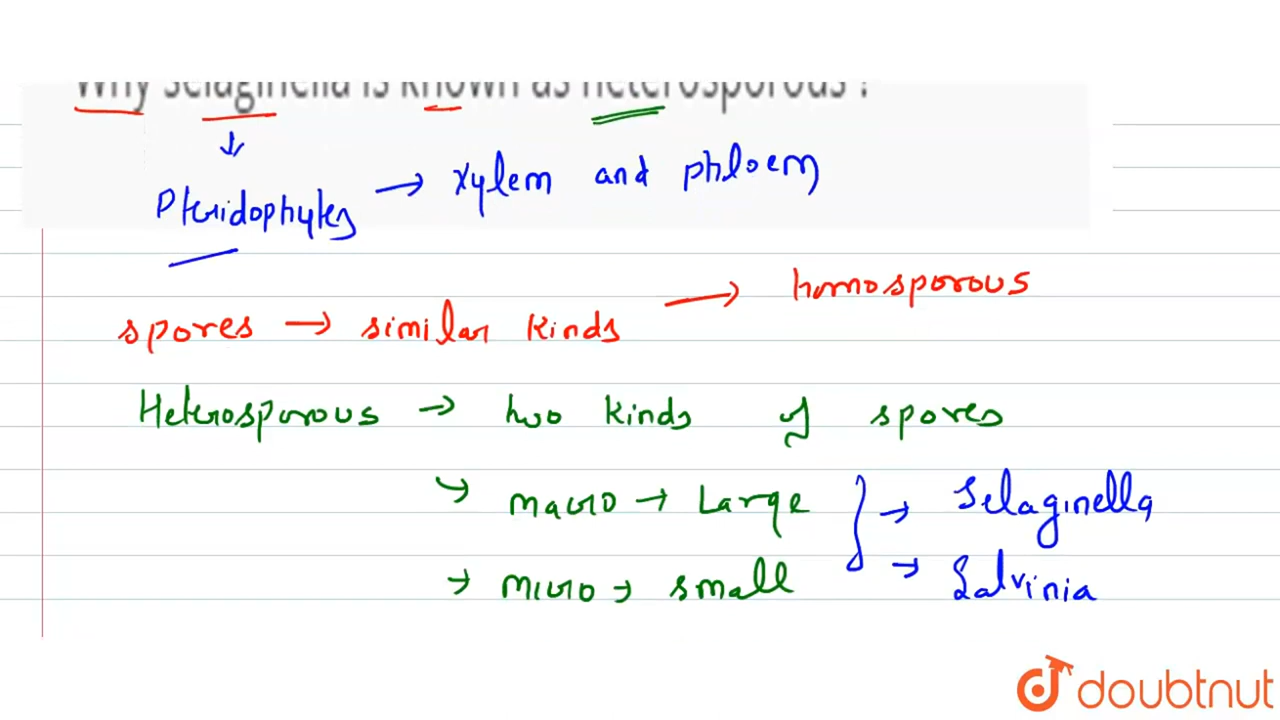 Why Selaginella is known as heterosporous ?
Pteridophytes → xylem and phloem
spores → similar kinds → homosporous
Heterosporous → two kinds of spores
→ macro → Large } → Selaginella
→ micro → small → Salvinia
doubtnut